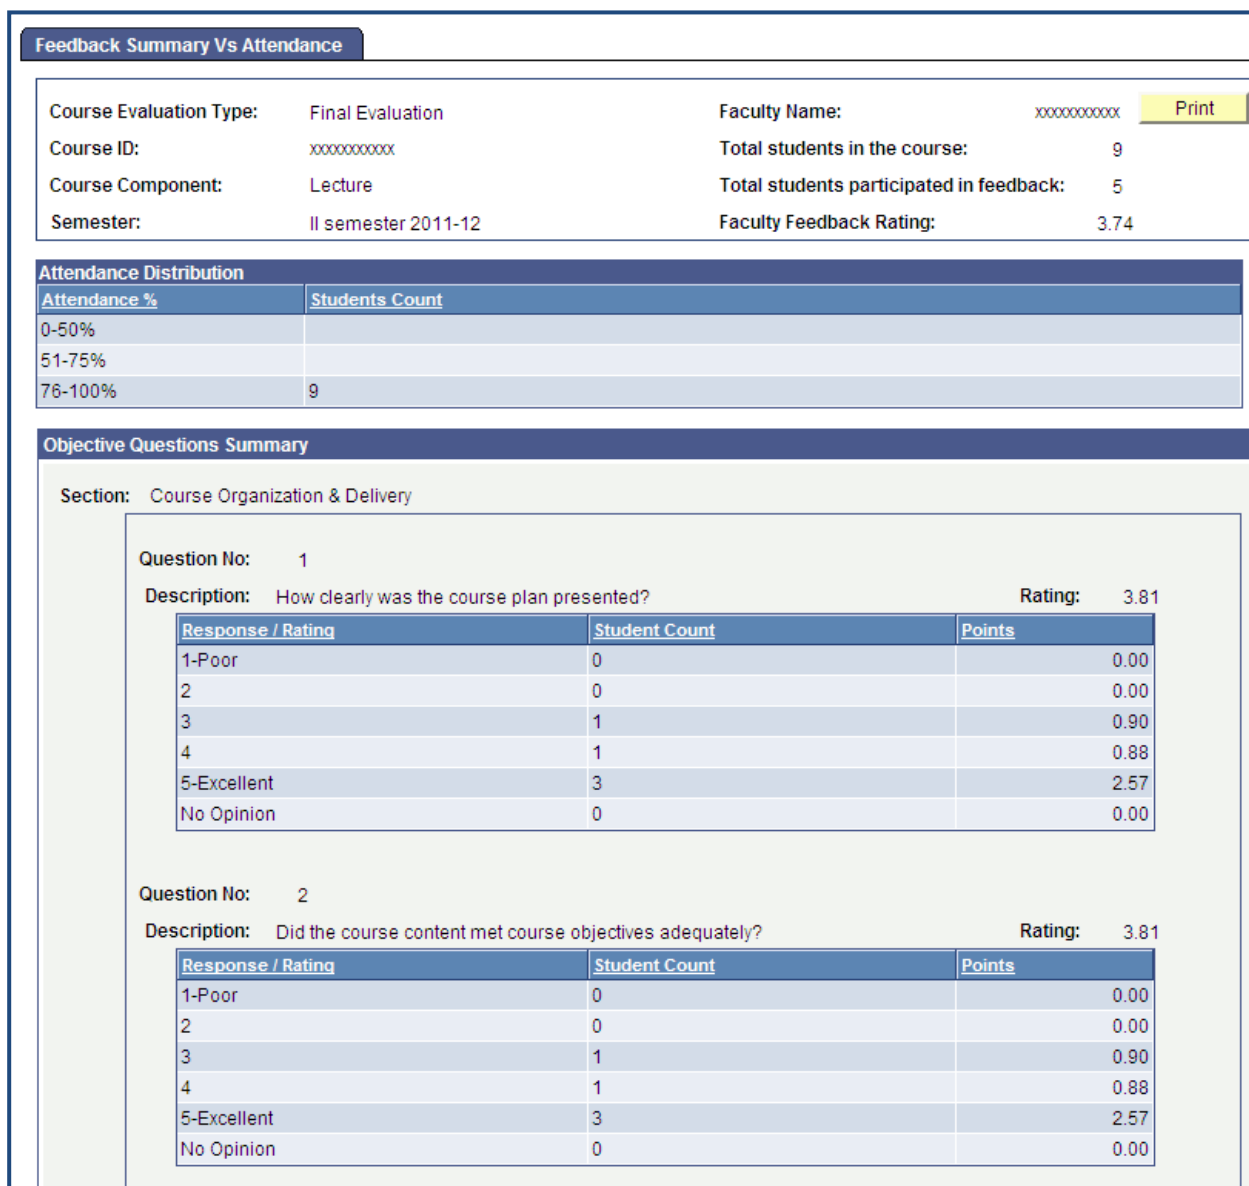 Feedback Summary Vs Attendance
Course Evaluation Type: Final Evaluation Faculty Name: xxxxxxxxxxx Print
Course ID: xxxxxxxxxxx Total students in the course: 9
Course Component: Lecture Total students participated in feedback: 5
Semester: II semester 2011-12 Faculty Feedback Rating: 3.74
Attendance Distribution
Attendance % Students Count
0-50%
51-75%
76-100% 9
Objective Questions Summary
Section: Course Organization & Delivery
Question No: 1
Description: How clearly was the course plan presented? Rating: 3.81
Response / Rating Student Count Points
1-Poor 0 0.00
2 0 0.00
3 1 0.90
4 1 0.88
5-Excellent 3 2.57
No Opinion 0 0.00
Question No: 2
Description: Did the course content met course objectives adequately? Rating: 3.81
Response / Rating Student Count Points
1-Poor 0 0.00
2 0 0.00
3 1 0.90
4 1 0.88
5-Excellent 3 2.57
No Opinion 0 0.00